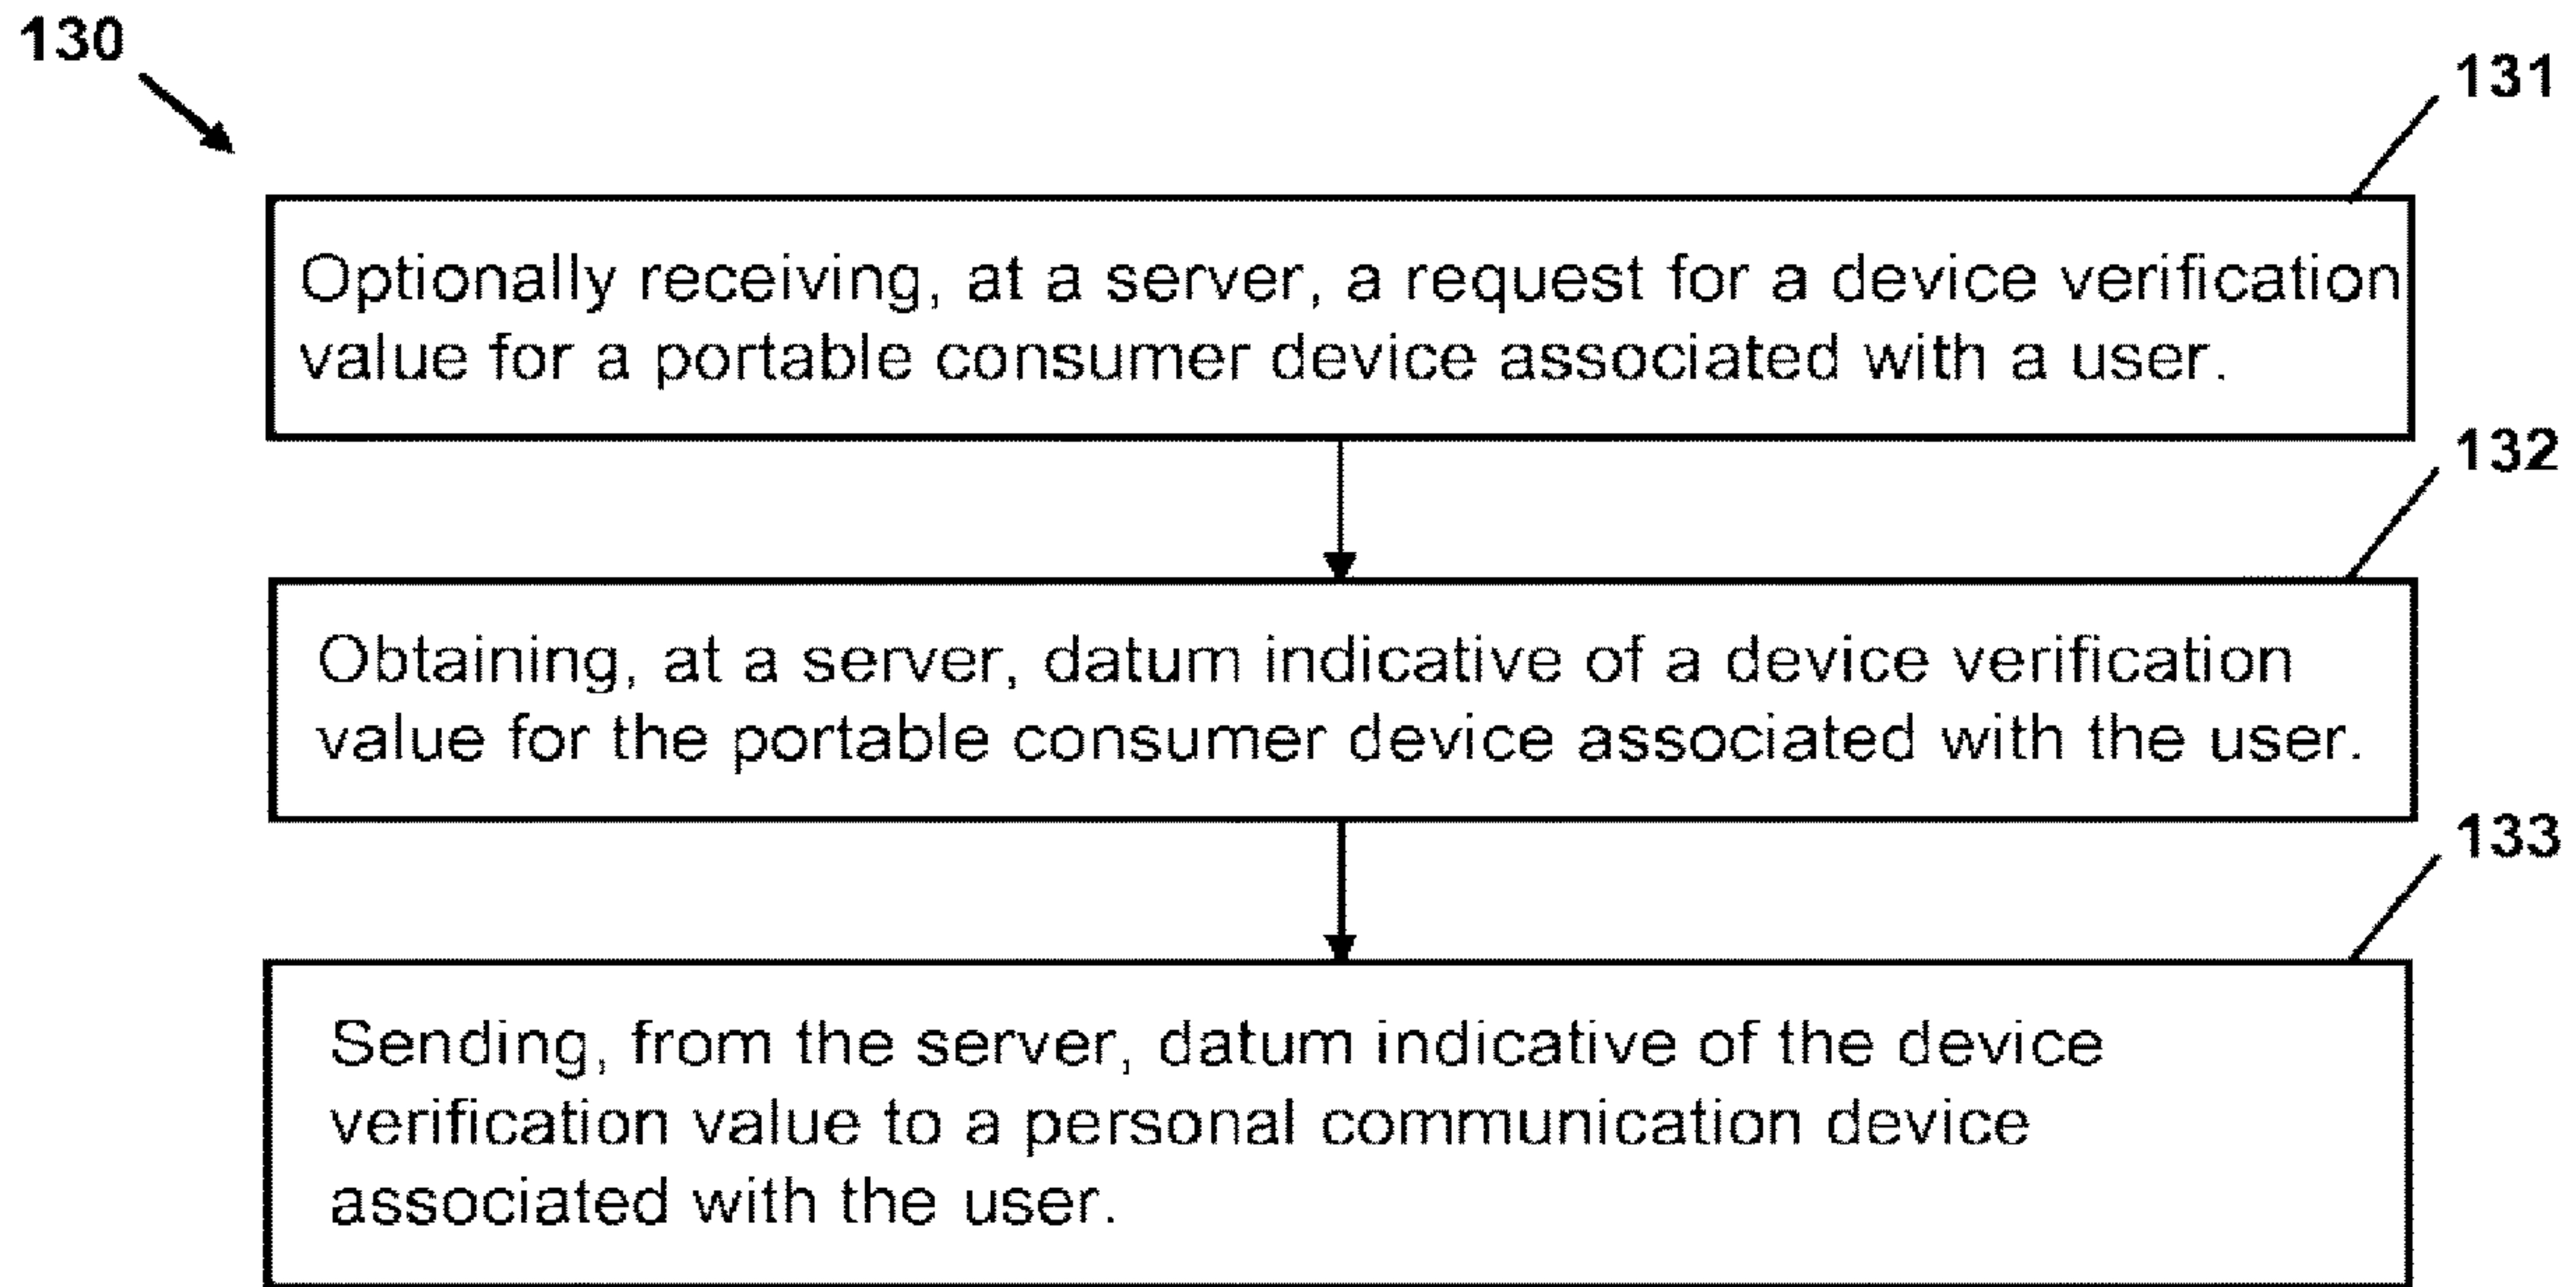 130
131
Optionally receiving, at a server, a request for a device verification
value for a portable consumer device associated with a user.
132
Obtaining, at a server, datum indicative of a device verification
value for the portable consumer device associated with the user.
133
Sending, from the server, datum indicative of the device
verification value to a personal communication device
associated with the user.